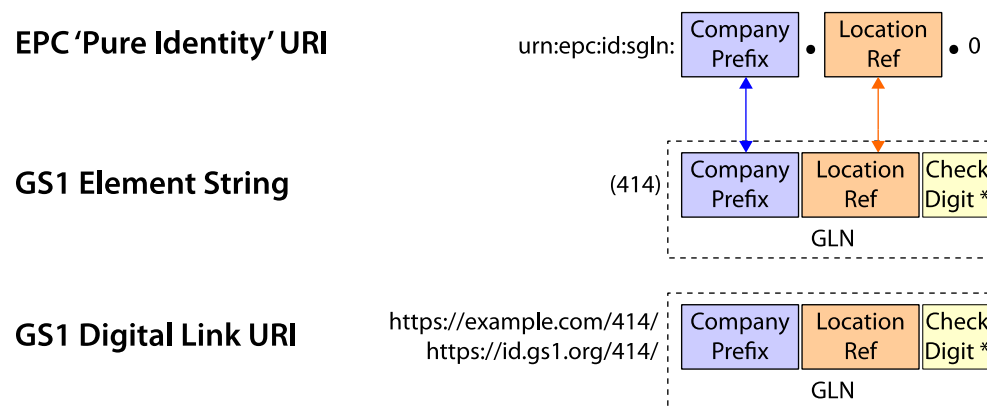 EPC ‘Pure Identity’ URI
urn:epc:id:sgln:
Company
Prefix
•
Location
Ref
• 0
GS1 Element String
(414)
Company
Prefix
Location
Ref
Check
Digit *
GLN
GS1 Digital Link URI
https://example.com/414/
https://id.gs1.org/414/
Company
Prefix
Location
Ref
Check
Digit *
GLN